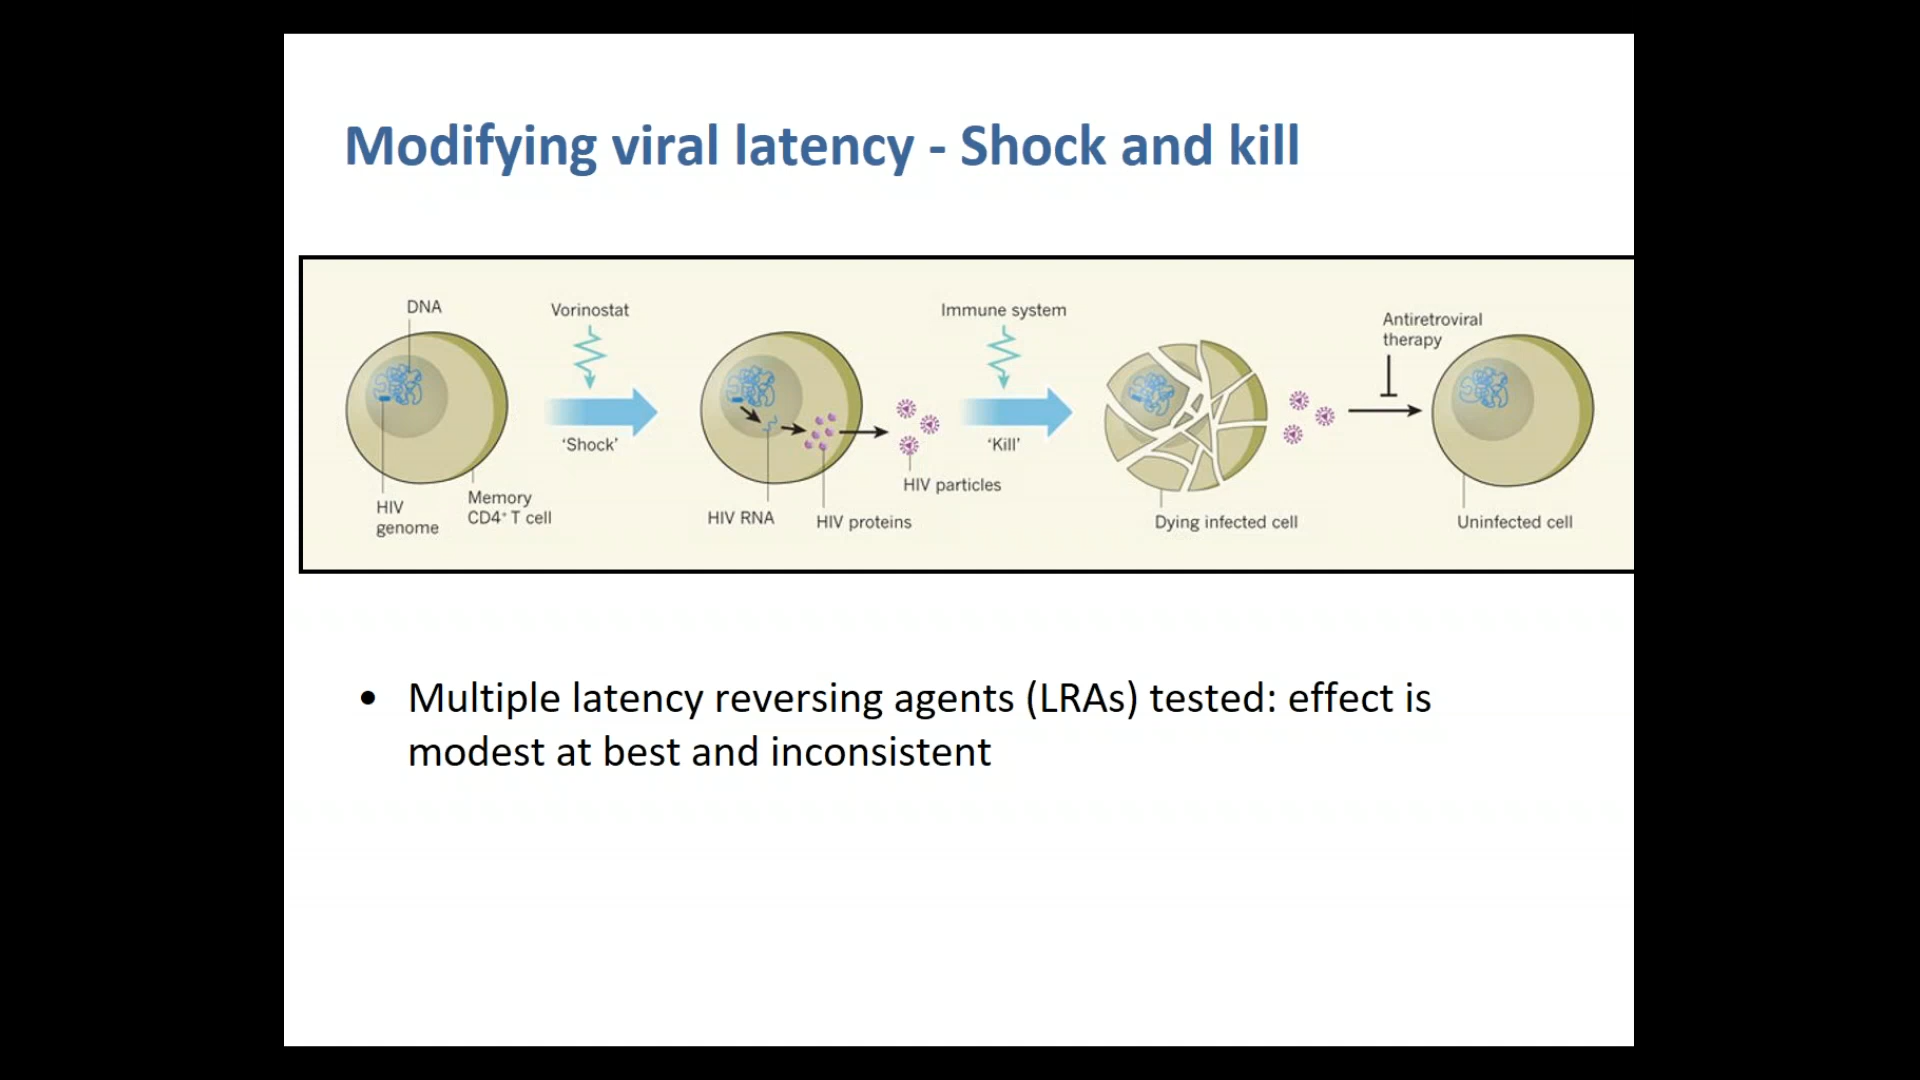 Modifying viral latency - Shock and kill
DNA
Vorinostat
Immune system
Antiretroviral
therapy
'Shock'
'Kill'
HIV particles
HIV
genome
Memory
CD4⁺ T cell
HIV RNA
HIV proteins
Dying infected cell
Uninfected cell
• Multiple latency reversing agents (LRAs) tested: effect is
modest at best and inconsistent